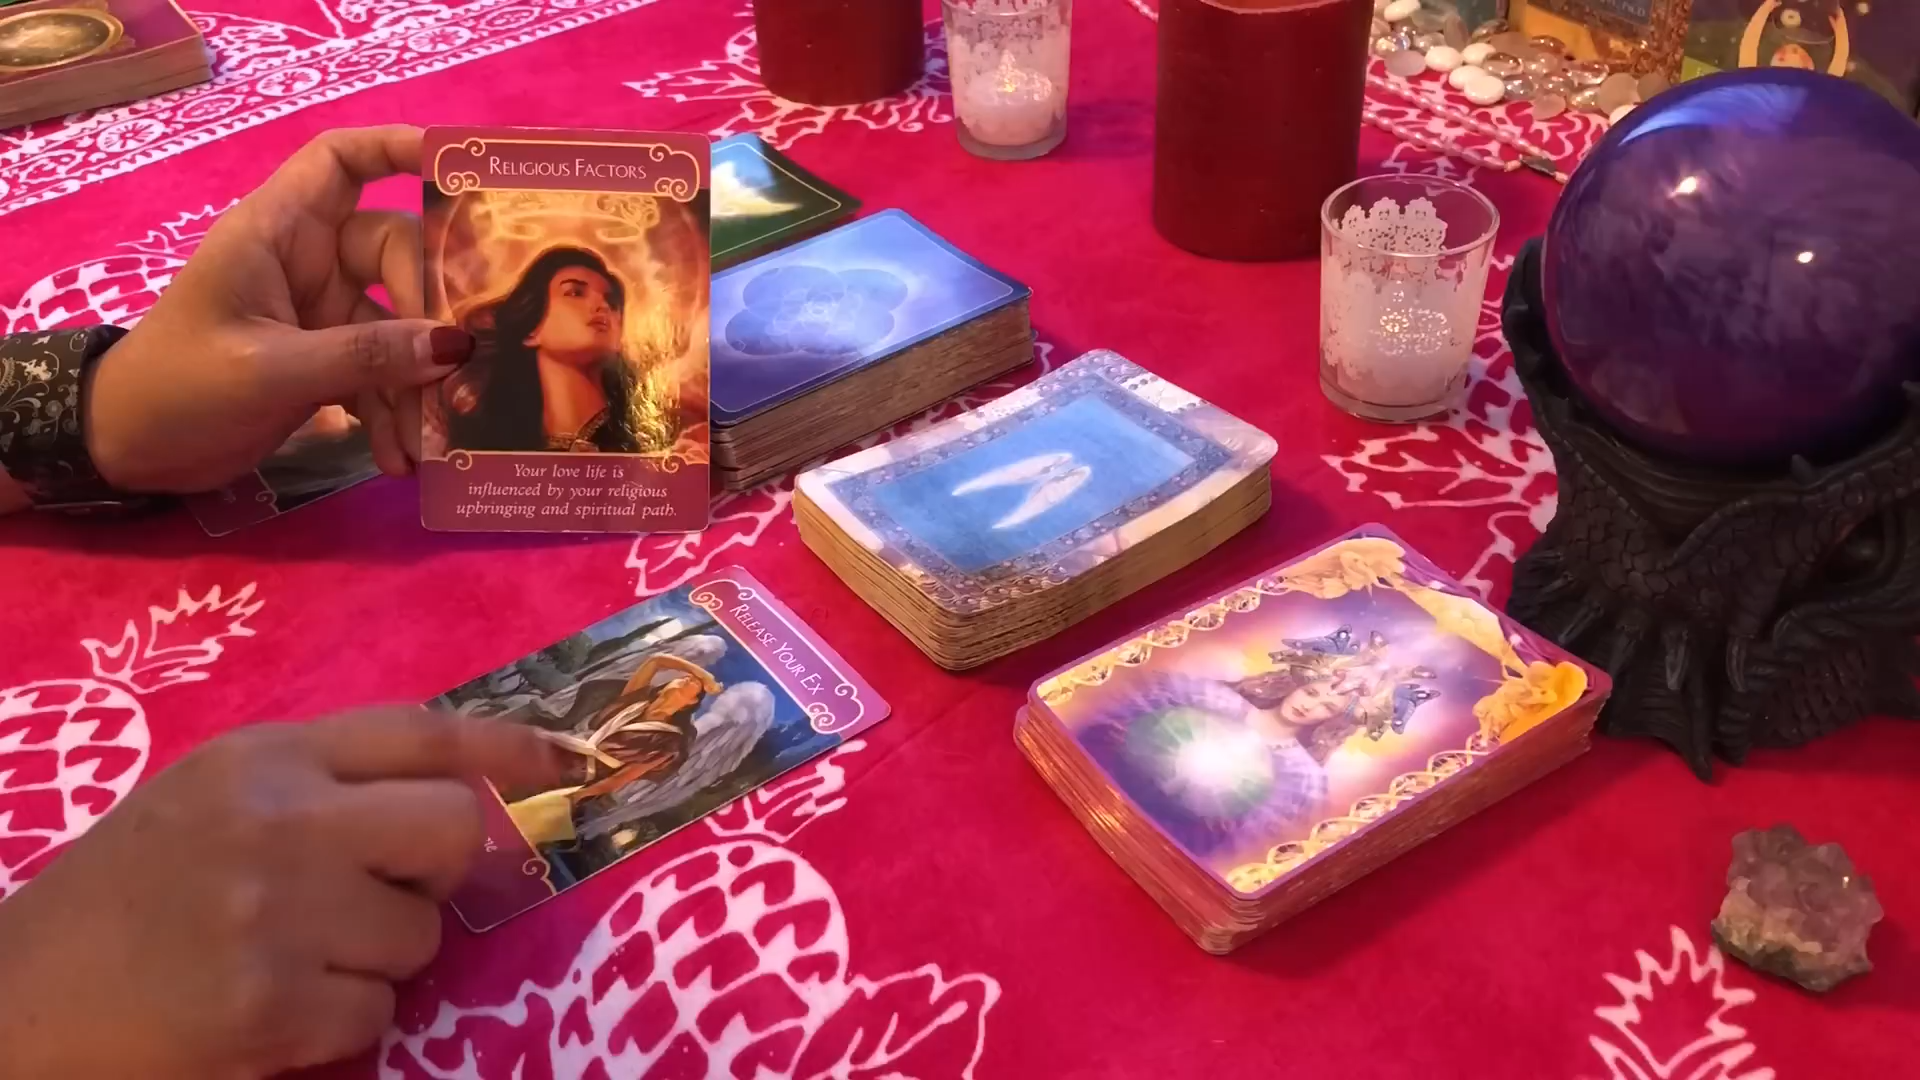 RELIGIOUS FACTORS
Your love life is
influenced by your religious
upbringing and spiritual path.
RELEASE YOUR EX